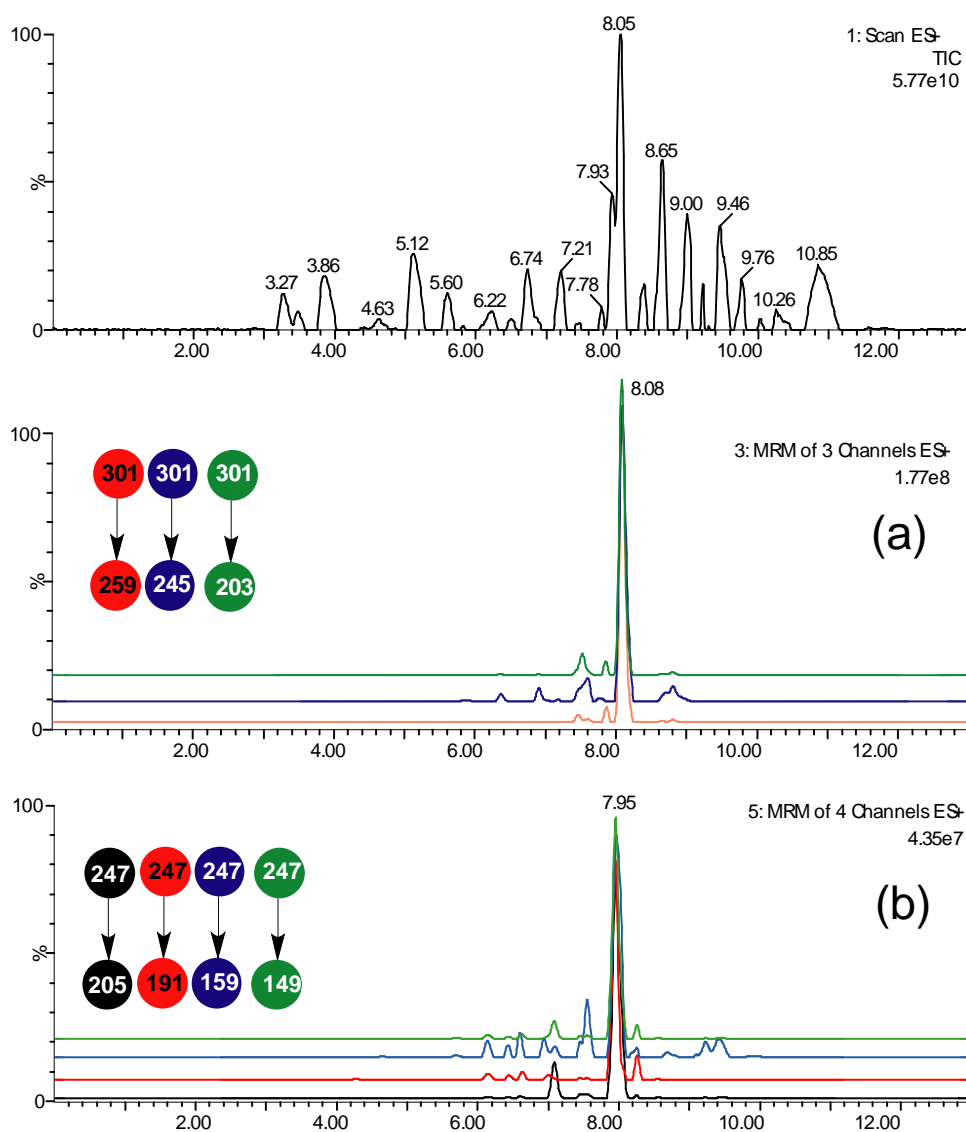 100
%
0
8.05
7.93
8.65
9.00
9.46
5.12
3.86
3.27
4.63
5.60
6.22
6.74
7.21
7.78
9.76
10.26
10.85
1: Scan ES+
TIC
5.77e10
2.00 4.00 6.00 8.00 10.00 12.00
100
%
0
8.08
3: MRM of 3 Channels ES+
1.77e8
(a)
301 301 301
259 245 203
2.00 4.00 6.00 8.00 10.00 12.00
100
%
0
7.95
5: MRM of 4 Channels ES+
4.35e7
(b)
247 247 247 247
205 191 159 149
2.00 4.00 6.00 8.00 10.00 12.00